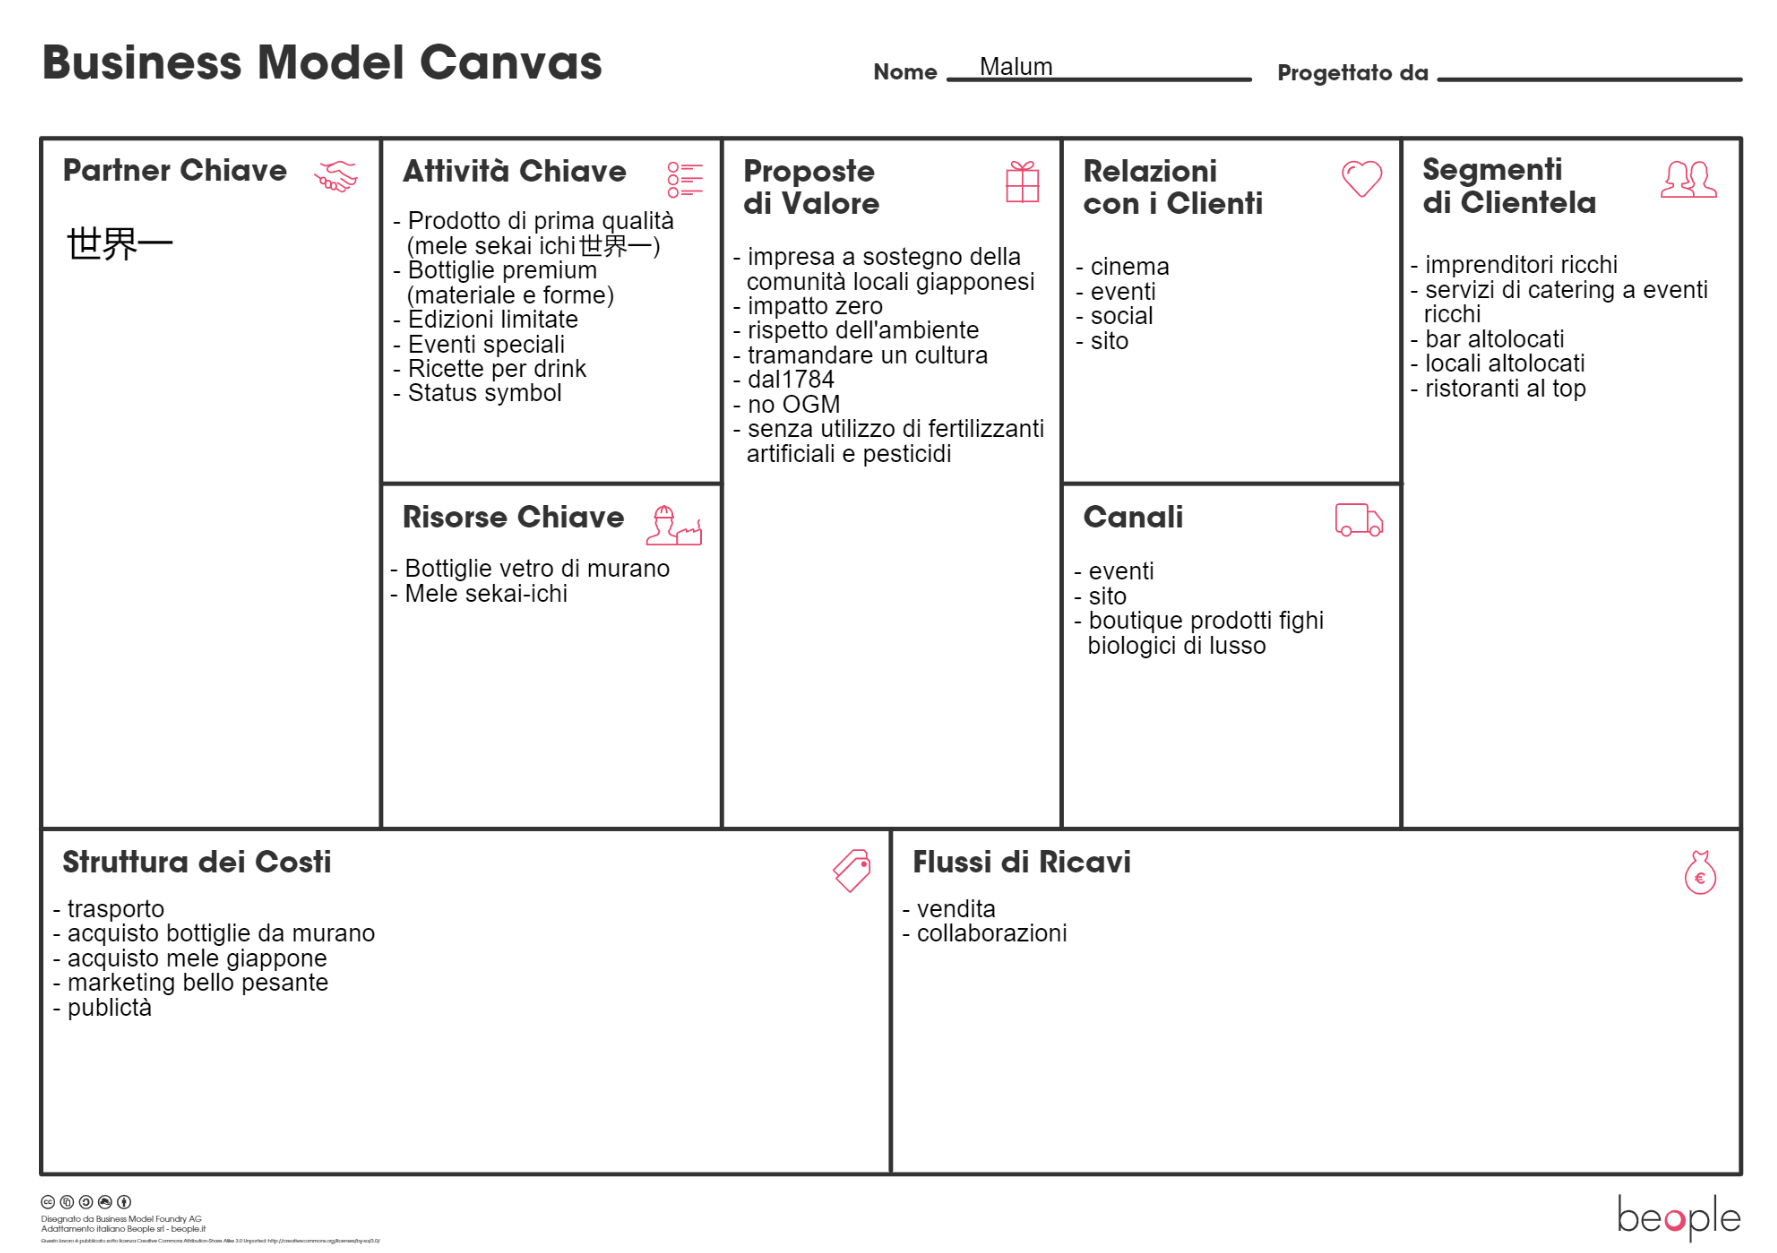 Business Model Canvas
Nome Malum Progettato da
Partner Chiave
世界一
Attività Chiave
- Prodotto di prima qualità
(mele sekai ichi世界一)
- Bottiglie premium
(materiale e forme)
- Edizioni limitate
- Eventi speciali
- Ricette per drink
- Status symbol
Risorse Chiave
- Bottiglie vetro di murano
- Mele sekai-ichi
Proposte
di Valore
- impresa a sostegno della
comunità locali giapponesi
- impatto zero
- rispetto dell'ambiente
- tramandare un cultura
- dal1784
- no OGM
- senza utilizzo di fertilizzanti
artificiali e pesticidi
Relazioni
con i Clienti
- cinema
- eventi
- social
- sito
Canali
- eventi
- sito
- boutique prodotti fighi
biologici di lusso
Segmenti
di Clientela
- imprenditori ricchi
- servizi di catering a eventi
ricchi
- bar altolocati
- locali altolocati
- ristoranti al top
Struttura dei Costi
- trasporto
- acquisto bottiglie da murano
- acquisto mele giappone
- marketing bello pesante
- publictà
Flussi di Ricavi
€
- vendita
- collaborazioni
Disegnato da Business Model Foundry AG
Adattamento italiano Beople srl - beople.it
beople